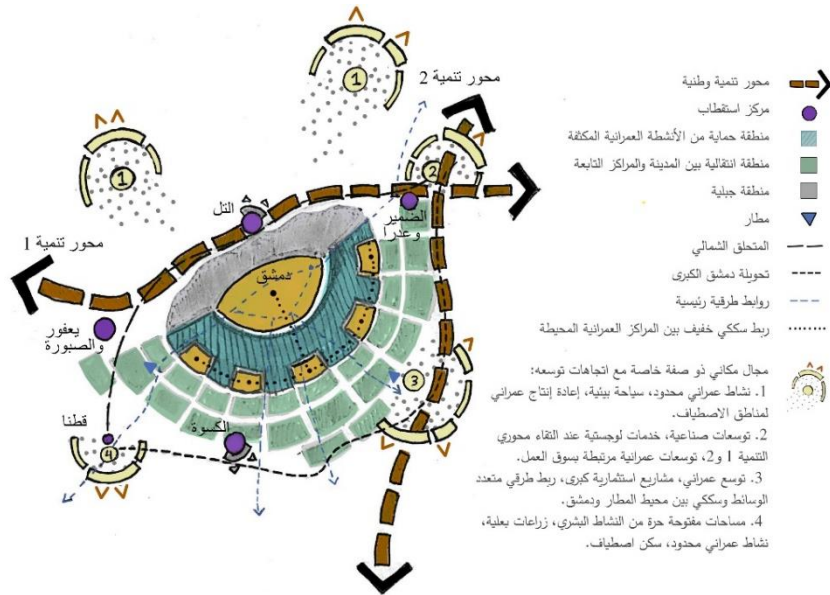 محور تنمية 2
محور تنمية وطنية
مركز استقطاب
منطقة حماية من الأنشطة العمرانية المكثفة
منطقة انتقالية بين المدينة والمراكز التابعة
منطقة جبلية
مطار
المتحلق الشمالي
تحويلة دمشق الكبرى
روابط طرقية رئيسية
ربط سككي خفيف بين المراكز العمرانية المحيطة
مجال مكاني ذو صفة خاصة مع اتجاهات توسعه:
1. نشاط عمراني محدود، سياحة بيئية، إعادة إنتاج عمراني
لمناطق الاصطياف.
2. توسعات صناعية، خدمات لوجستية عند التقاء محوري
التنمية 1 و2، توسعات عمرانية مرتبطة بسوق العمل.
3. توسع عمراني، مشاريع استثمارية كبرى، ربط طرقي متعدد
الوسائط وسككي بين محيط المطار ودمشق.
4. مساحات مفتوحة حرة من النشاط البشري، زراعات بعلية،
نشاط عمراني محدود، سكن اصطياف.
1
1
2
التل
الضمير
وعدرا
محور تنمية 1
دمشق
يعفور
والصبورة
3
قطنا
الكسوة
4